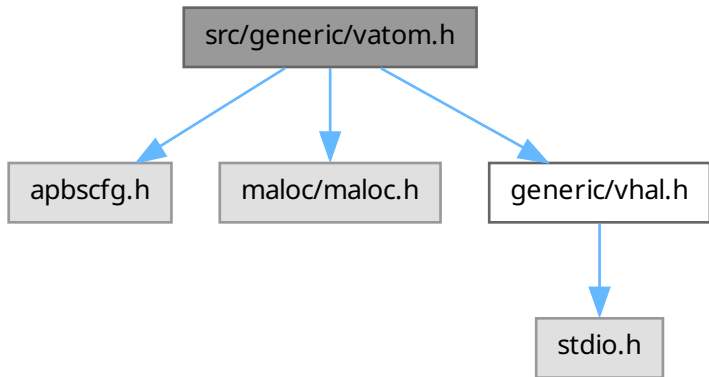 src/generic/vatom.h
apbscfg.h
maloc/maloc.h
generic/vhal.h
stdio.h